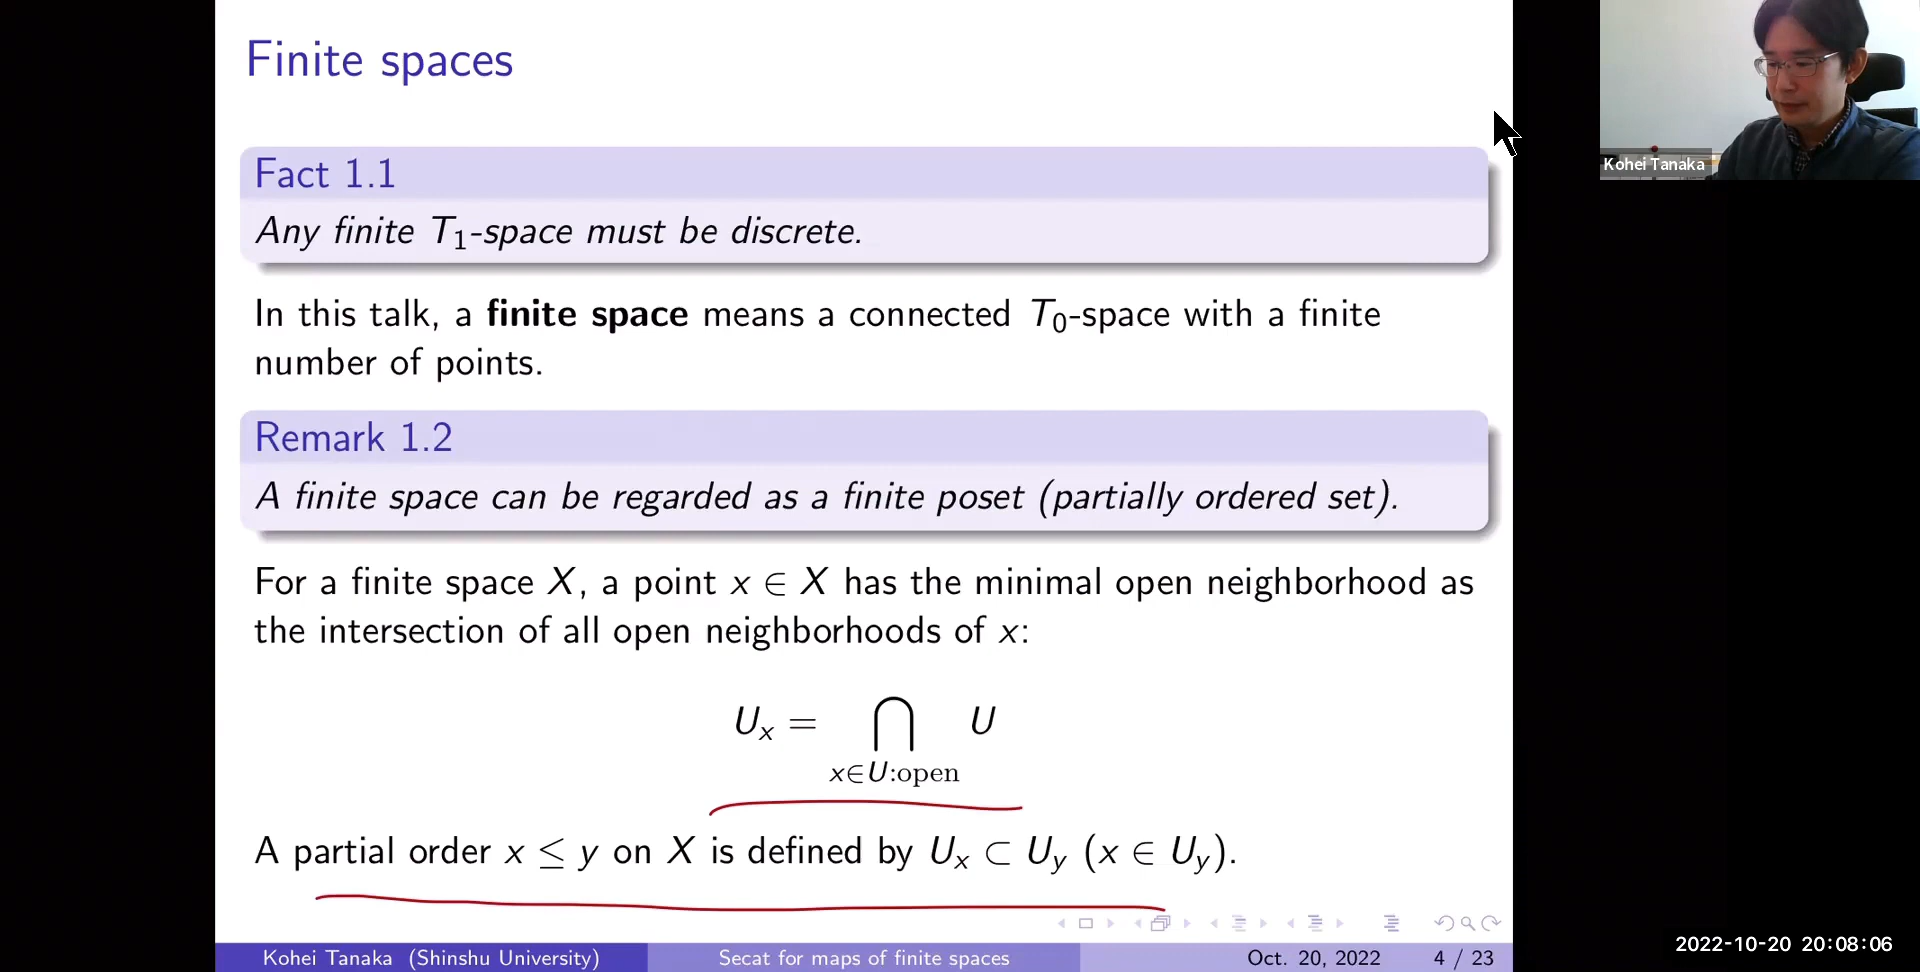 Finite spaces
Kohei Tanaka
Fact 1.1
Any finite T₁-space must be discrete.
In this talk, a finite space means a connected T₀-space with a finite
number of points.
Remark 1.2
A finite space can be regarded as a finite poset (partially ordered set).
For a finite space X, a point x ∈ X has the minimal open neighborhood as
the intersection of all open neighborhoods of x:
Uₓ = ⋂ U
x∈U:open
A partial order x ≤ y on X is defined by Uₓ ⊂ U_y (x ∈ U_y).
Kohei Tanaka (Shinshu University) Secat for maps of finite spaces Oct. 20, 2022 4 / 23
2022-10-20 20:08:06